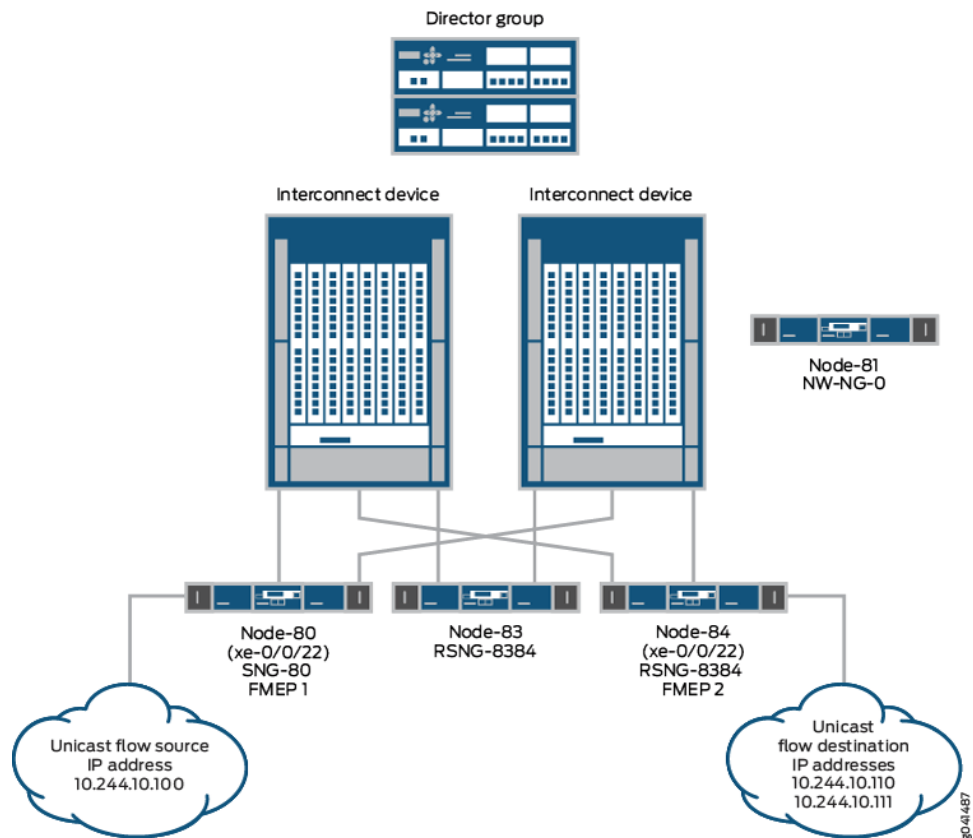 Director group
Interconnect device
Interconnect device
Node-81
NW-NG-0
Node-80
(xe-0/0/22)
SNG-80
FMEP 1
Node-83
RSNG-8384
Node-84
(xe-0/0/22)
RSNG-8384
FMEP 2
Unicast flow source
IP address
10.244.10.100
Unicast
flow destination
IP addresses
10.244.10.110
10.244.10.111
g041487